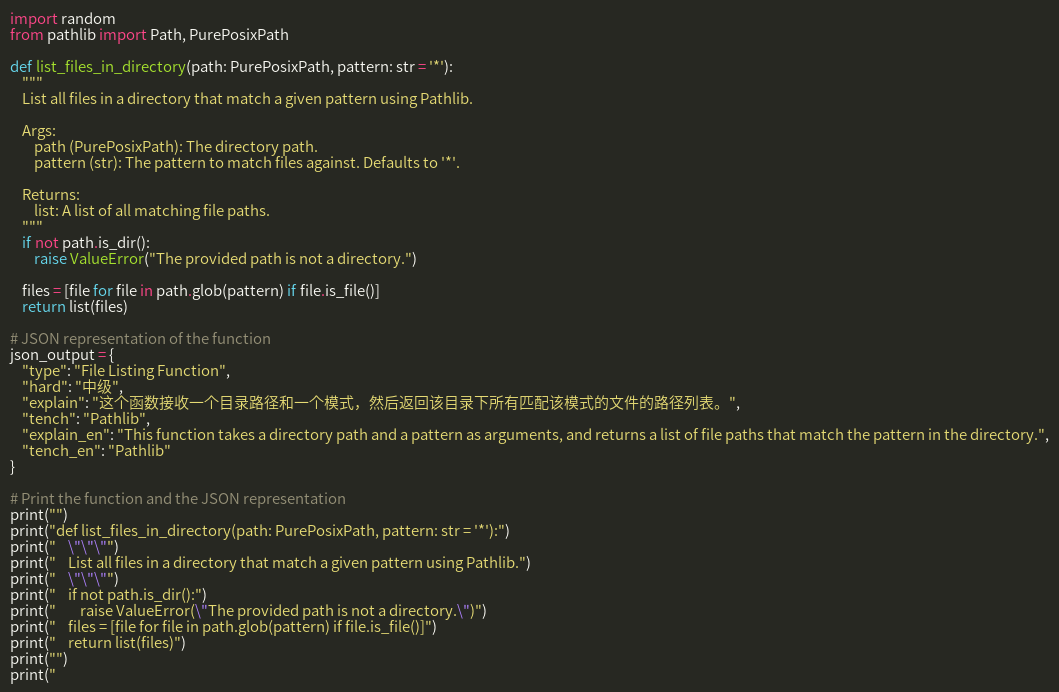 import random
from pathlib import Path, PurePosixPath

def list_files_in_directory(path: PurePosixPath, pattern: str = '*'):
    """
    List all files in a directory that match a given pattern using Pathlib.

    Args:
        path (PurePosixPath): The directory path.
        pattern (str): The pattern to match files against. Defaults to '*'.

    Returns:
        list: A list of all matching file paths.
    """
    if not path.is_dir():
        raise ValueError("The provided path is not a directory.")

    files = [file for file in path.glob(pattern) if file.is_file()]
    return list(files)

# JSON representation of the function
json_output = {
    "type": "File Listing Function",
    "hard": "中级",
    "explain": "这个函数接收一个目录路径和一个模式，然后返回该目录下所有匹配该模式的文件的路径列表。",
    "tench": "Pathlib",
    "explain_en": "This function takes a directory path and a pattern as arguments, and returns a list of file paths that match the pattern in the directory.",
    "tench_en": "Pathlib"
}

# Print the function and the JSON representation
print("")
print("def list_files_in_directory(path: PurePosixPath, pattern: str = '*'):")
print("    \"\"\"")
print("    List all files in a directory that match a given pattern using Pathlib.")
print("    \"\"\"")
print("    if not path.is_dir():")
print("        raise ValueError(\"The provided path is not a directory.\")")
print("    files = [file for file in path.glob(pattern) if file.is_file()]")
print("    return list(files)")
print("")
print("